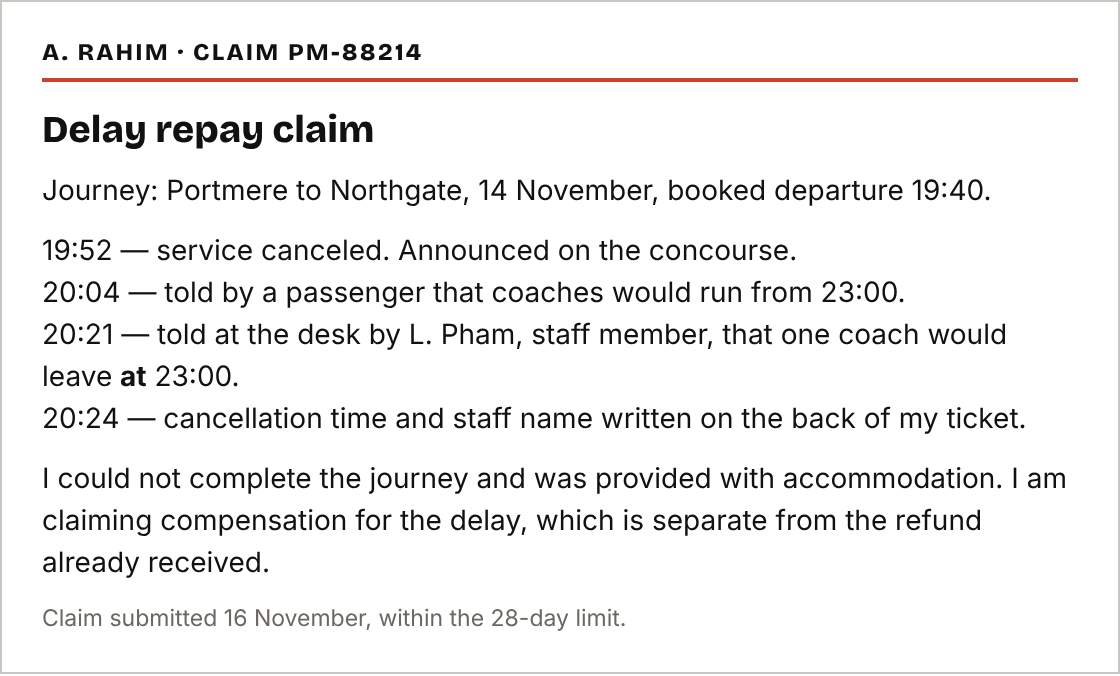 A. RAHIM · CLAIM PM-88214
Delay repay claim
Journey: Portmere to Northgate, 14 November, booked departure 19:40.
19:52 — service canceled. Announced on the concourse.
20:04 — told by a passenger that coaches would run from 23:00.
20:21 — told at the desk by L. Pham, staff member, that one coach would
leave at 23:00.
20:24 — cancellation time and staff name written on the back of my ticket.
I could not complete the journey and was provided with accommodation. I am
claiming compensation for the delay, which is separate from the refund
already received.
Claim submitted 16 November, within the 28-day limit.